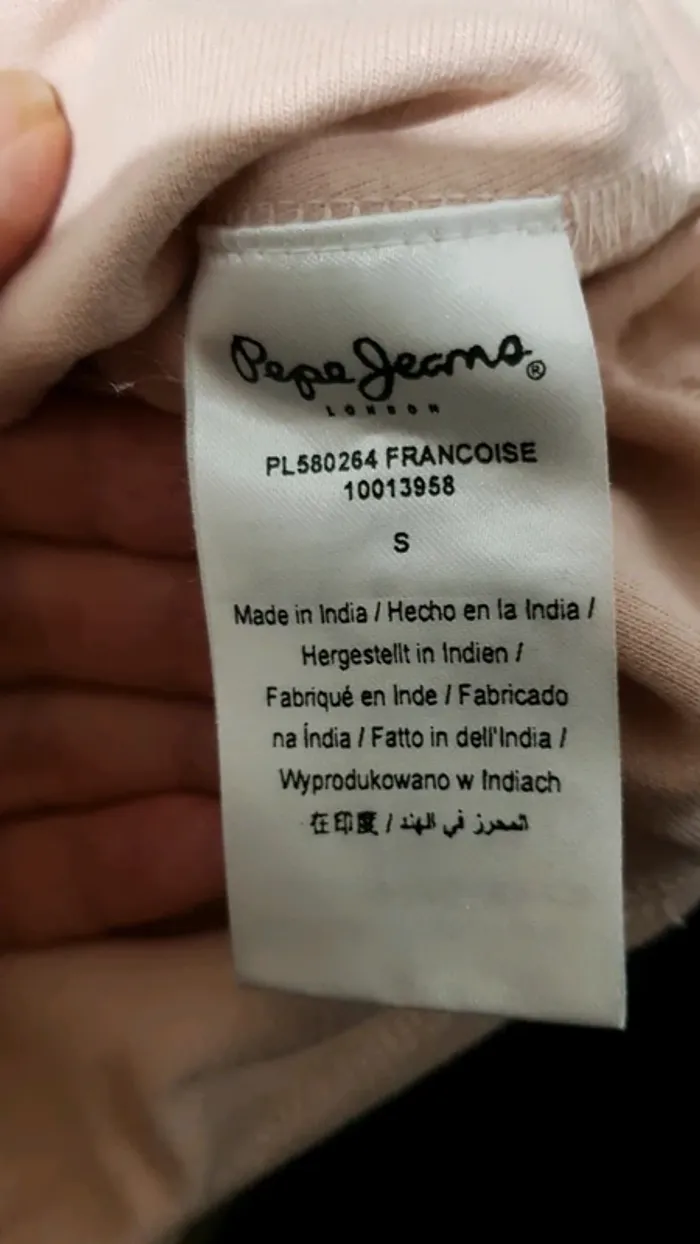 Pepe Jeans®
LONDON
PL580264 FRANCOISE
10013958
S
Made in India / Hecho en la India /
Hergestellt in Indien /
Fabriqué en Inde / Fabricado
na Índia / Fatto in dell'India /
Wyprodukowano w Indiach
在印度 / المحرز في الهند